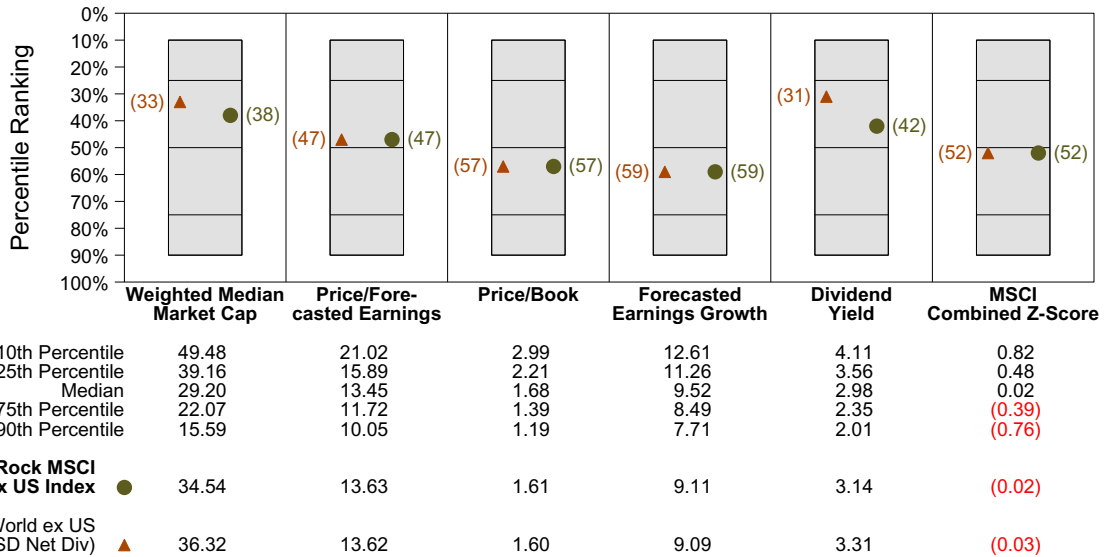 0%
10%
20%
30%
40%
50%
60%
70%
80%
90%
100%
Percentile Ranking
(33) (38)
(47) (47)
(57) (57)
(59) (59)
(31) (42)
(52) (52)
Weighted Median Market Cap
Price/Fore-casted Earnings
Price/Book
Forecasted Earnings Growth
Dividend Yield
MSCI Combined Z-Score
10th Percentile 49.48 21.02 2.99 12.61 4.11 0.82
25th Percentile 39.16 15.89 2.21 11.26 3.56 0.48
Median 29.20 13.45 1.68 9.52 2.98 0.02
75th Percentile 22.07 11.72 1.39 8.49 2.35 (0.39)
90th Percentile 15.59 10.05 1.19 7.71 2.01 (0.76)
Rock MSCI
x US Index 34.54 13.63 1.61 9.11 3.14 (0.02)
World ex US
SD Net Div) 36.32 13.62 1.60 9.09 3.31 (0.03)